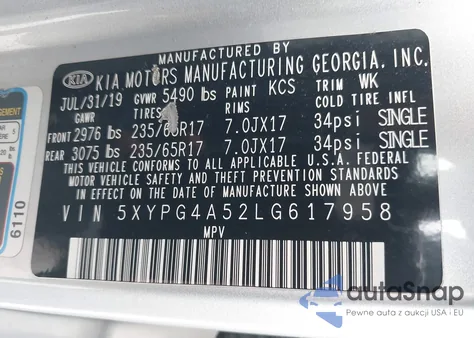 MANUFACTURED BY
KIA KIA MOTORS MANUFACTURING GEORGIA, INC.
JUL/31/19 GVWR 5490 lbs PAINT KCS TRIM WK
GAWR TIRES RIMS COLD TIRE INFL
FRONT 2976 lbs 235/65R17 7.0JX17 34psi SINGLE
REAR 3075 lbs 235/65R17 7.0JX17 34psi SINGLE
THIS VEHICLE CONFORMS TO ALL APPLICABLE U.S.A. FEDERAL
MOTOR VEHICLE SAFETY, BUMPER, AND THEFT PREVENTION
STANDARDS IN EFFECT ON THE DATE OF MANUFACTURE SHOWN ABOVE.
VIN 5XYPG4A52LG617958
MPV
6110
autoSnap
Pewne auta z aukcji USA i EU